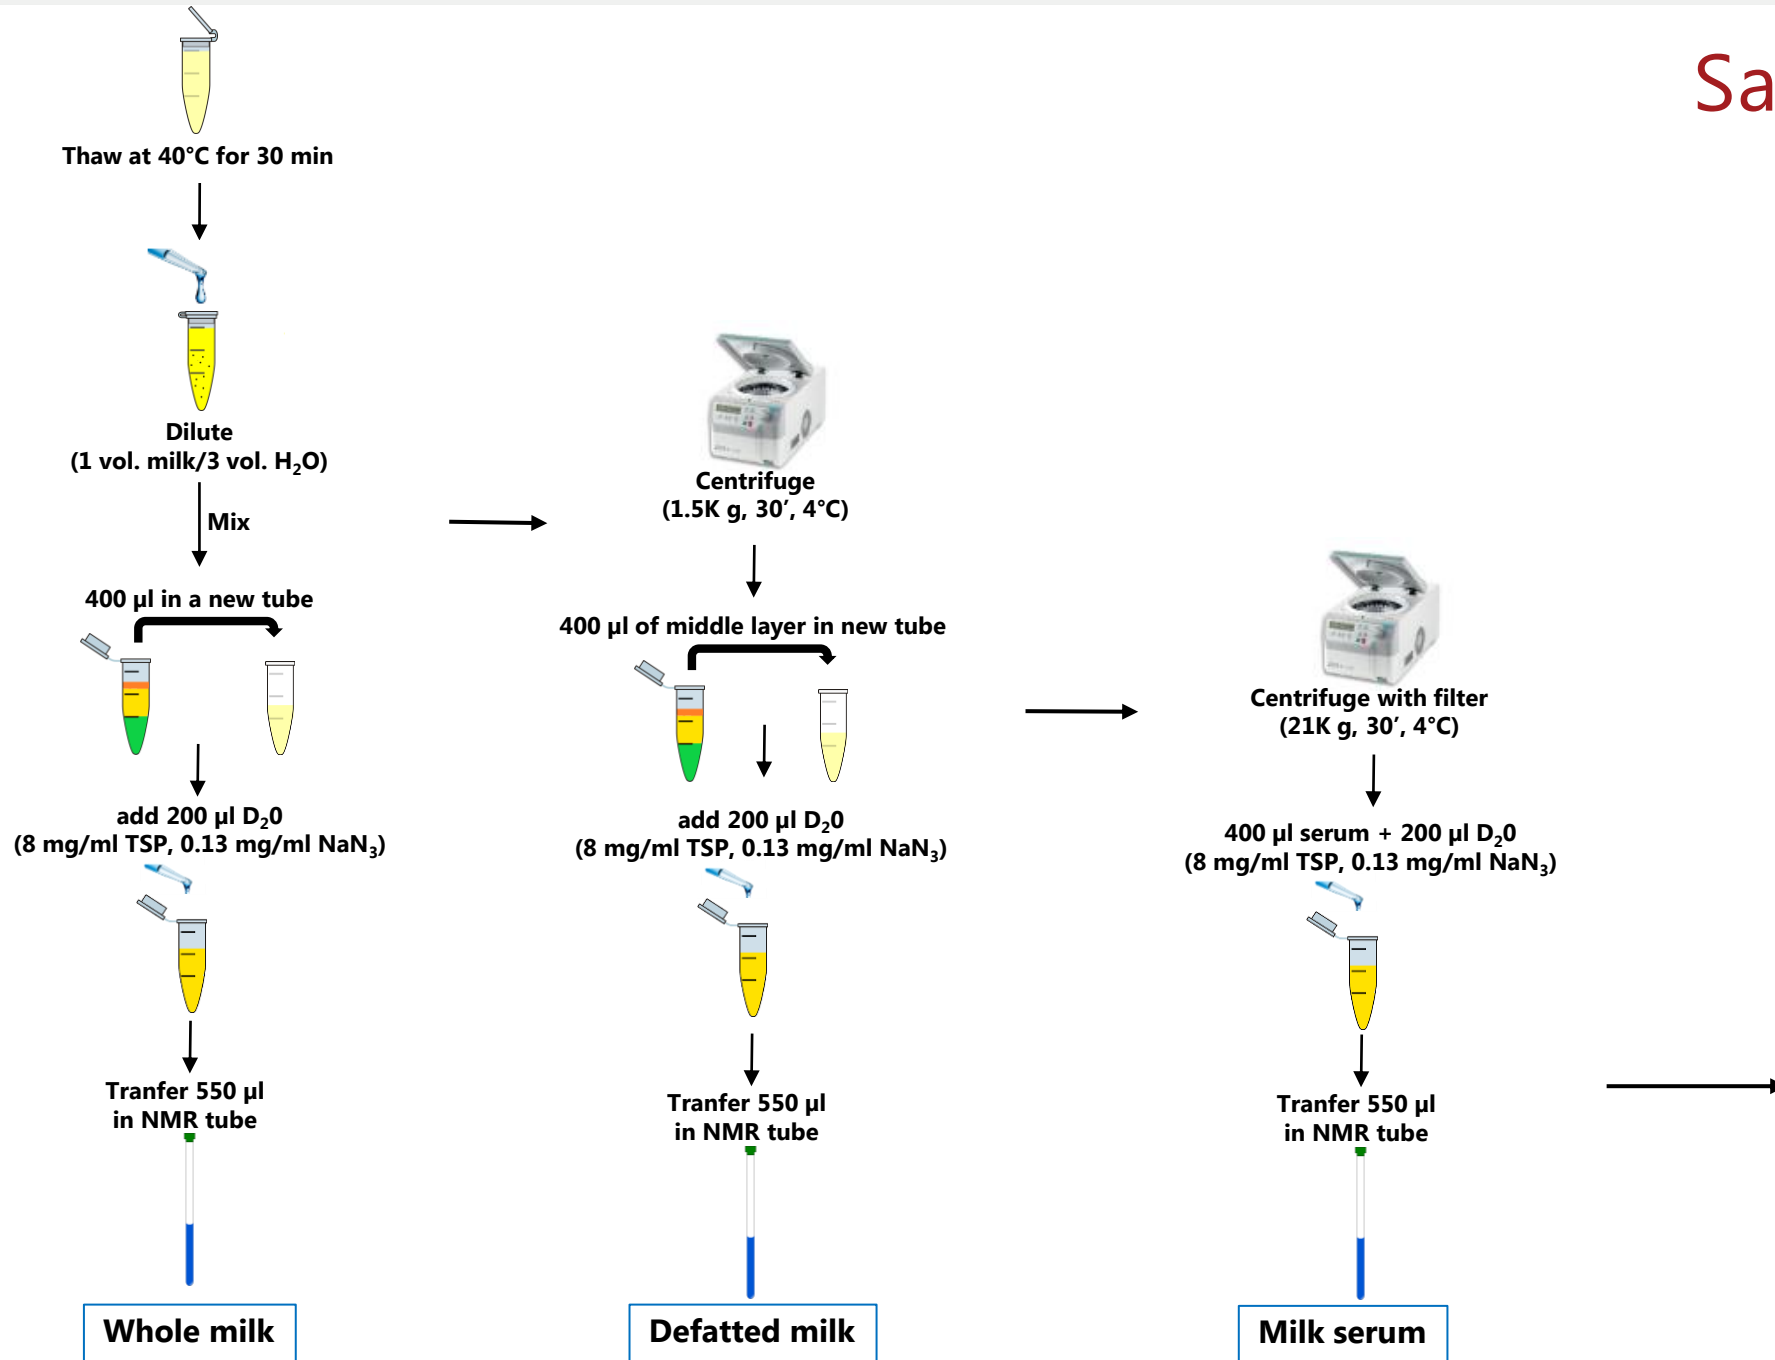 Sa
Thaw at 40°C for 30 min
Dilute
(1 vol. milk/3 vol. H₂O)
Mix
400 µl in a new tube
add 200 µl D₂0
(8 mg/ml TSP, 0.13 mg/ml NaN₃)
Tranfer 550 µl
in NMR tube
Whole milk
Centrifuge
(1.5K g, 30’, 4°C)
400 µl of middle layer in new tube
add 200 µl D₂0
(8 mg/ml TSP, 0.13 mg/ml NaN₃)
Tranfer 550 µl
in NMR tube
Defatted milk
Centrifuge with filter
(21K g, 30’, 4°C)
400 µl serum + 200 µl D₂0
(8 mg/ml TSP, 0.13 mg/ml NaN₃)
Tranfer 550 µl
in NMR tube
Milk serum